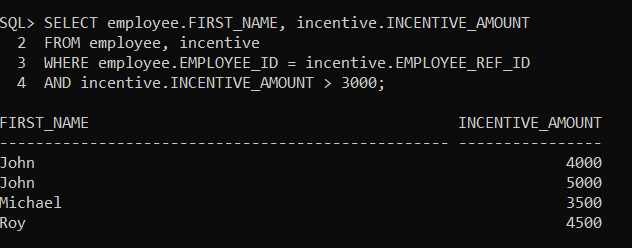 SQL> SELECT employee.FIRST_NAME, incentive.INCENTIVE_AMOUNT
  2  FROM employee, incentive
  3  WHERE employee.EMPLOYEE_ID = incentive.EMPLOYEE_REF_ID
  4  AND incentive.INCENTIVE_AMOUNT > 3000;

FIRST_NAME                                         INCENTIVE_AMOUNT
-------------------------------------------------- ----------------
John                                                           4000
John                                                           5000
Michael                                                        3500
Roy                                                            4500